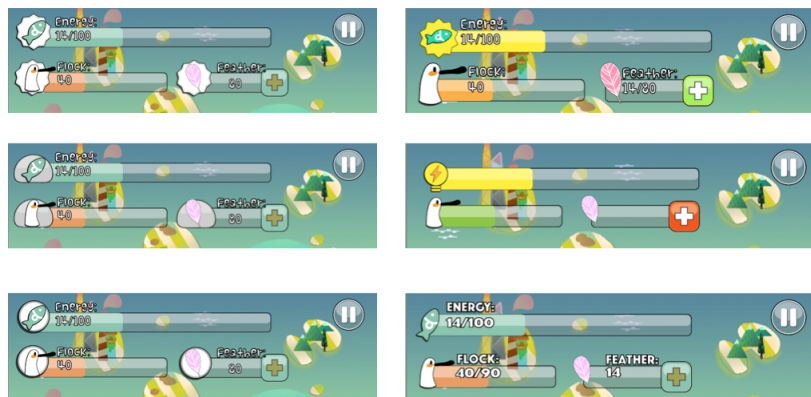 Energy:
14/100
Flock:
40
Feather:
80
Energy:
14/100
Flock:
40
Feather:
14/80
Energy:
14/100
Flock:
40
Feather:
80
Energy:
14/100
Flock:
40
Feather:
80
ENERGY:
14/100
FLOCK:
40/90
FEATHER:
14